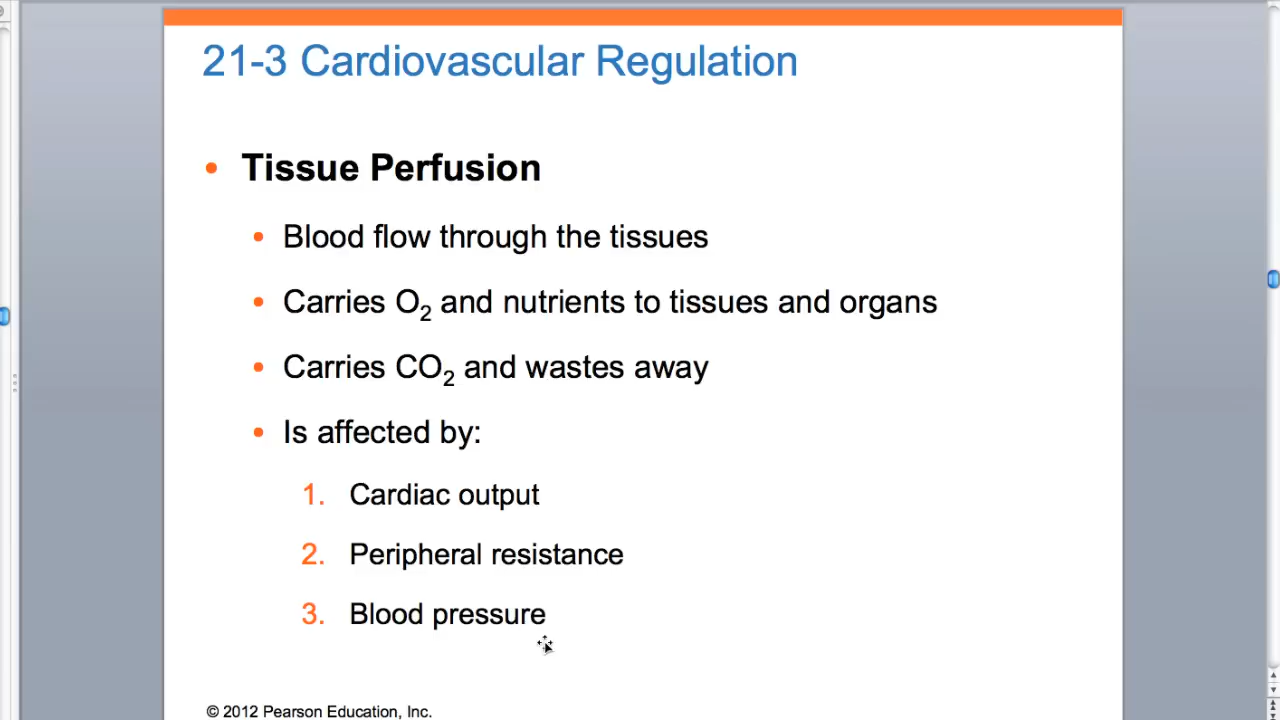 21-3 Cardiovascular Regulation
• Tissue Perfusion
• Blood flow through the tissues
• Carries O₂ and nutrients to tissues and organs
• Carries CO₂ and wastes away
• Is affected by:
1. Cardiac output
2. Peripheral resistance
3. Blood pressure
© 2012 Pearson Education, Inc.